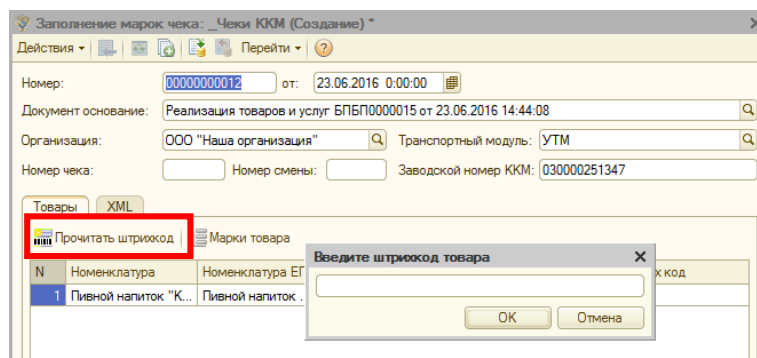 Заполнение марок чека: _Чеки ККМ (Создание) *
Действия Перейти
Номер: 00000000012 от: 23.06.2016 0:00:00
Документ основание: Реализация товаров и услуг БПБП0000015 от 23.06.2016 14:44:08
Организация: ООО "Наша организация" Транспортный модуль: УТМ
Номер чека: Номер смены: Заводской номер ККМ: 030000251347
Товары XML
Прочитать штрихкод Марки товара
Введите штрихкод товара
N Номенклатура Номенклатура ЕГ х код
1 Пивной напиток "К... Пивной напиток .
OK Отмена